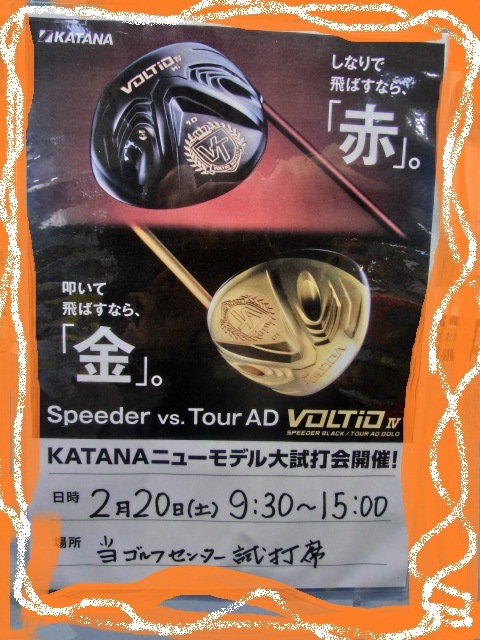 KATANA
VOLTiO IV
しなりで
飛ばすなら、
「赤」。
VT
叩いて
飛ばすなら、
「金」。
Speeder vs. Tour AD VOLTiO IV
SPEEDER BLACK/TOUR AD GOLD
KATANAニューモデル大試打会開催!
日時 2月20日(土) 9:30～15:00
場所 当ゴルフセンター 試打席